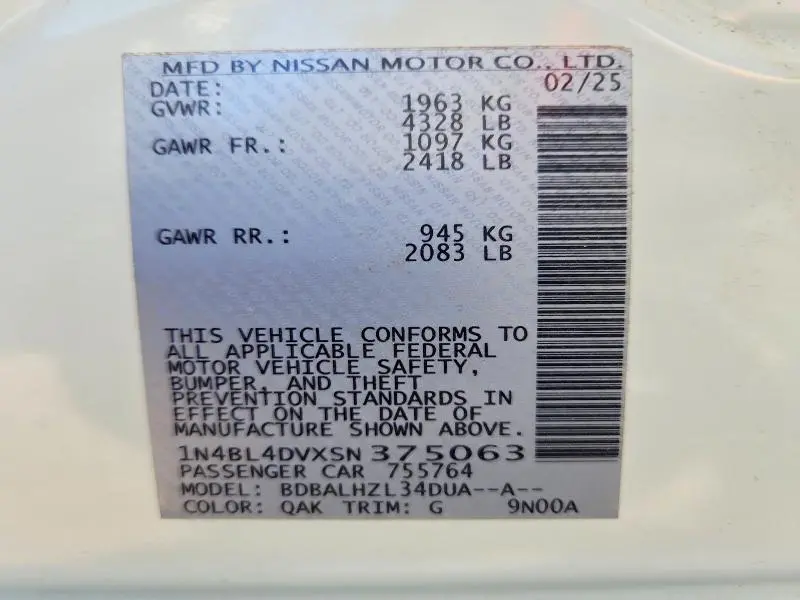 MFD BY NISSAN MOTOR CO., LTD.
DATE: 02/25
GVWR: 1963 KG
4328 LB
GAWR FR.: 1097 KG
2418 LB
GAWR RR.: 945 KG
2083 LB
THIS VEHICLE CONFORMS TO
ALL APPLICABLE FEDERAL
MOTOR VEHICLE SAFETY,
BUMPER, AND THEFT
PREVENTION STANDARDS IN
EFFECT ON THE DATE OF
MANUFACTURE SHOWN ABOVE.
1N4BL4DVXSN375063
PASSENGER CAR 755764
MODEL: BDBALHZL34DUA--A--
COLOR: QAK TRIM: G 9N00A